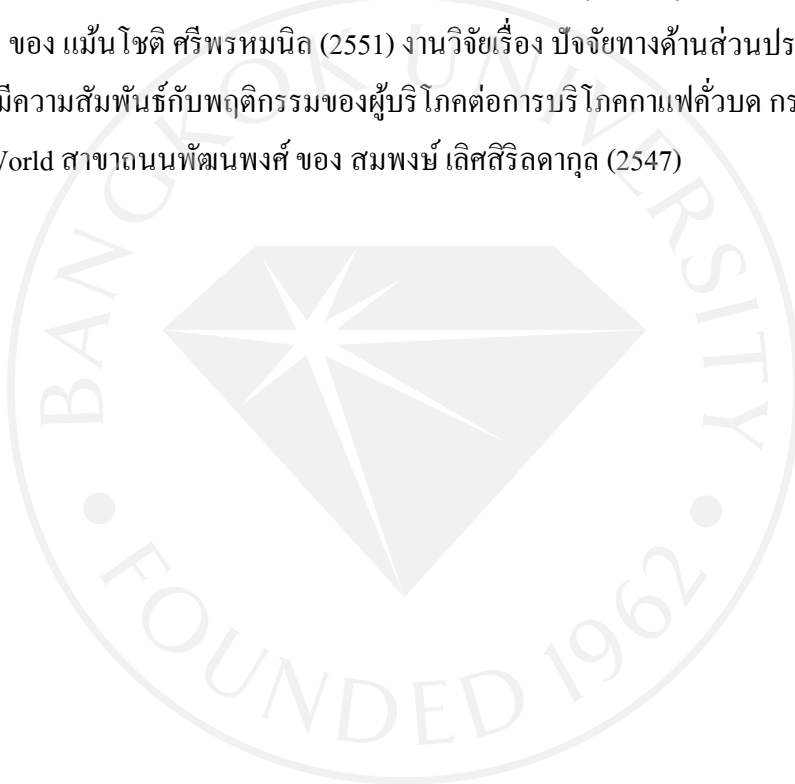 ของ แม้นโชติ ศรีพรหมนิล (2551) งานวิจัยเรื่อง ปัจจัยทางด้านส่วนประ
มีความสัมพันธ์กับพฤติกรรมของผู้บริโภคต่อการบริโภคกาแฟคั่วบด กร
World สาขาถนนพัฒนพงศ์ ของ สมพงษ์ เลิศสิริลดากุล (2547)
BANGKOK UNIVERSITY
FOUNDED 1962